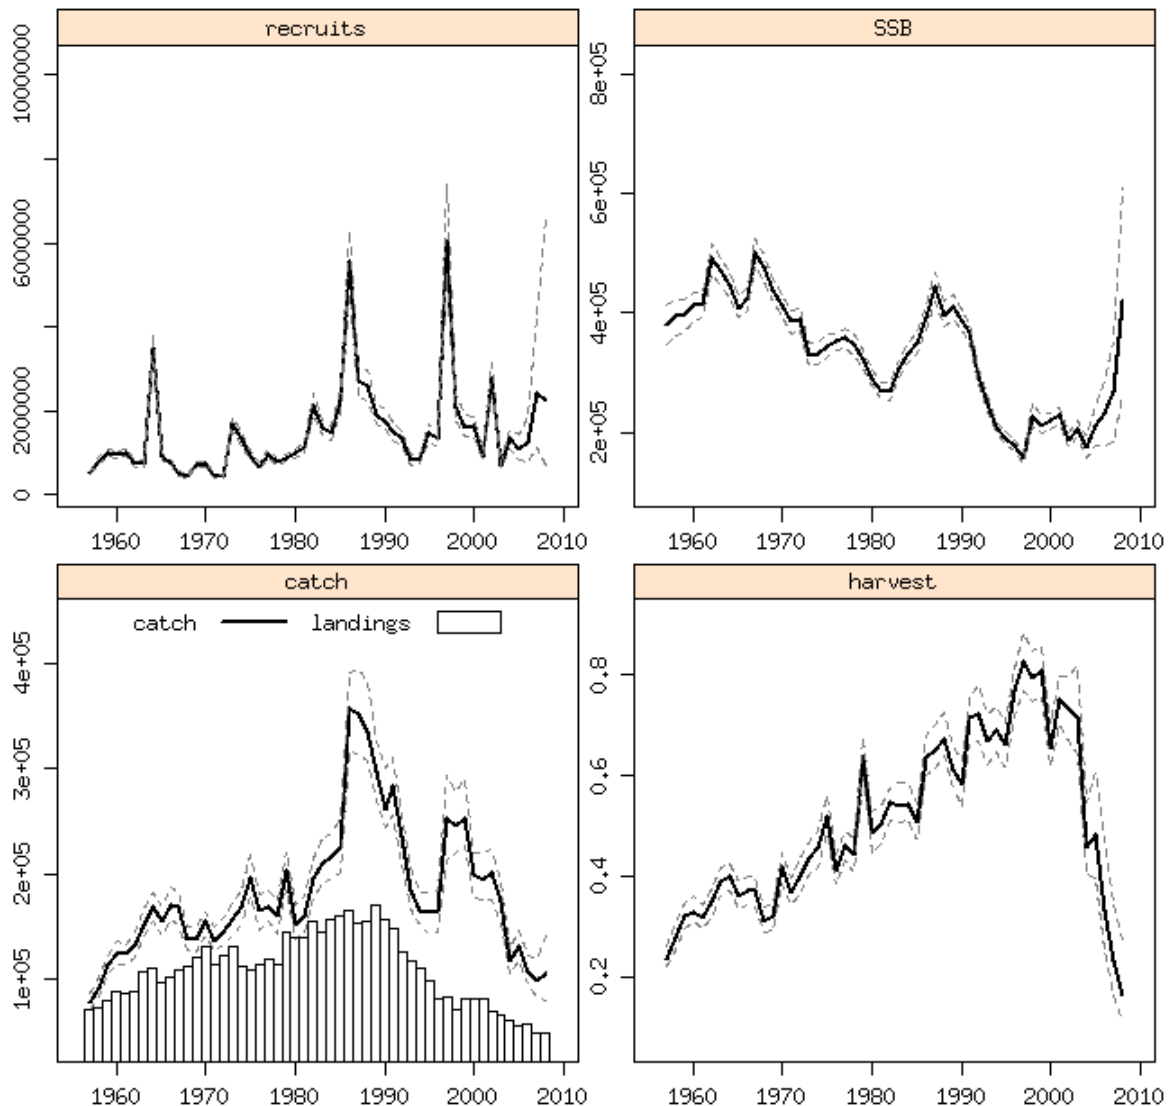 recruits
0
2000000
6000000
10000000
1960 1970 1980 1990 2000 2010
SSB
2e+05
4e+05
6e+05
8e+05
1960 1970 1980 1990 2000 2010
catch
catch landings
1e+05
2e+05
3e+05
4e+05
1960 1970 1980 1990 2000 2010
harvest
0.2
0.4
0.6
0.8
1960 1970 1980 1990 2000 2010